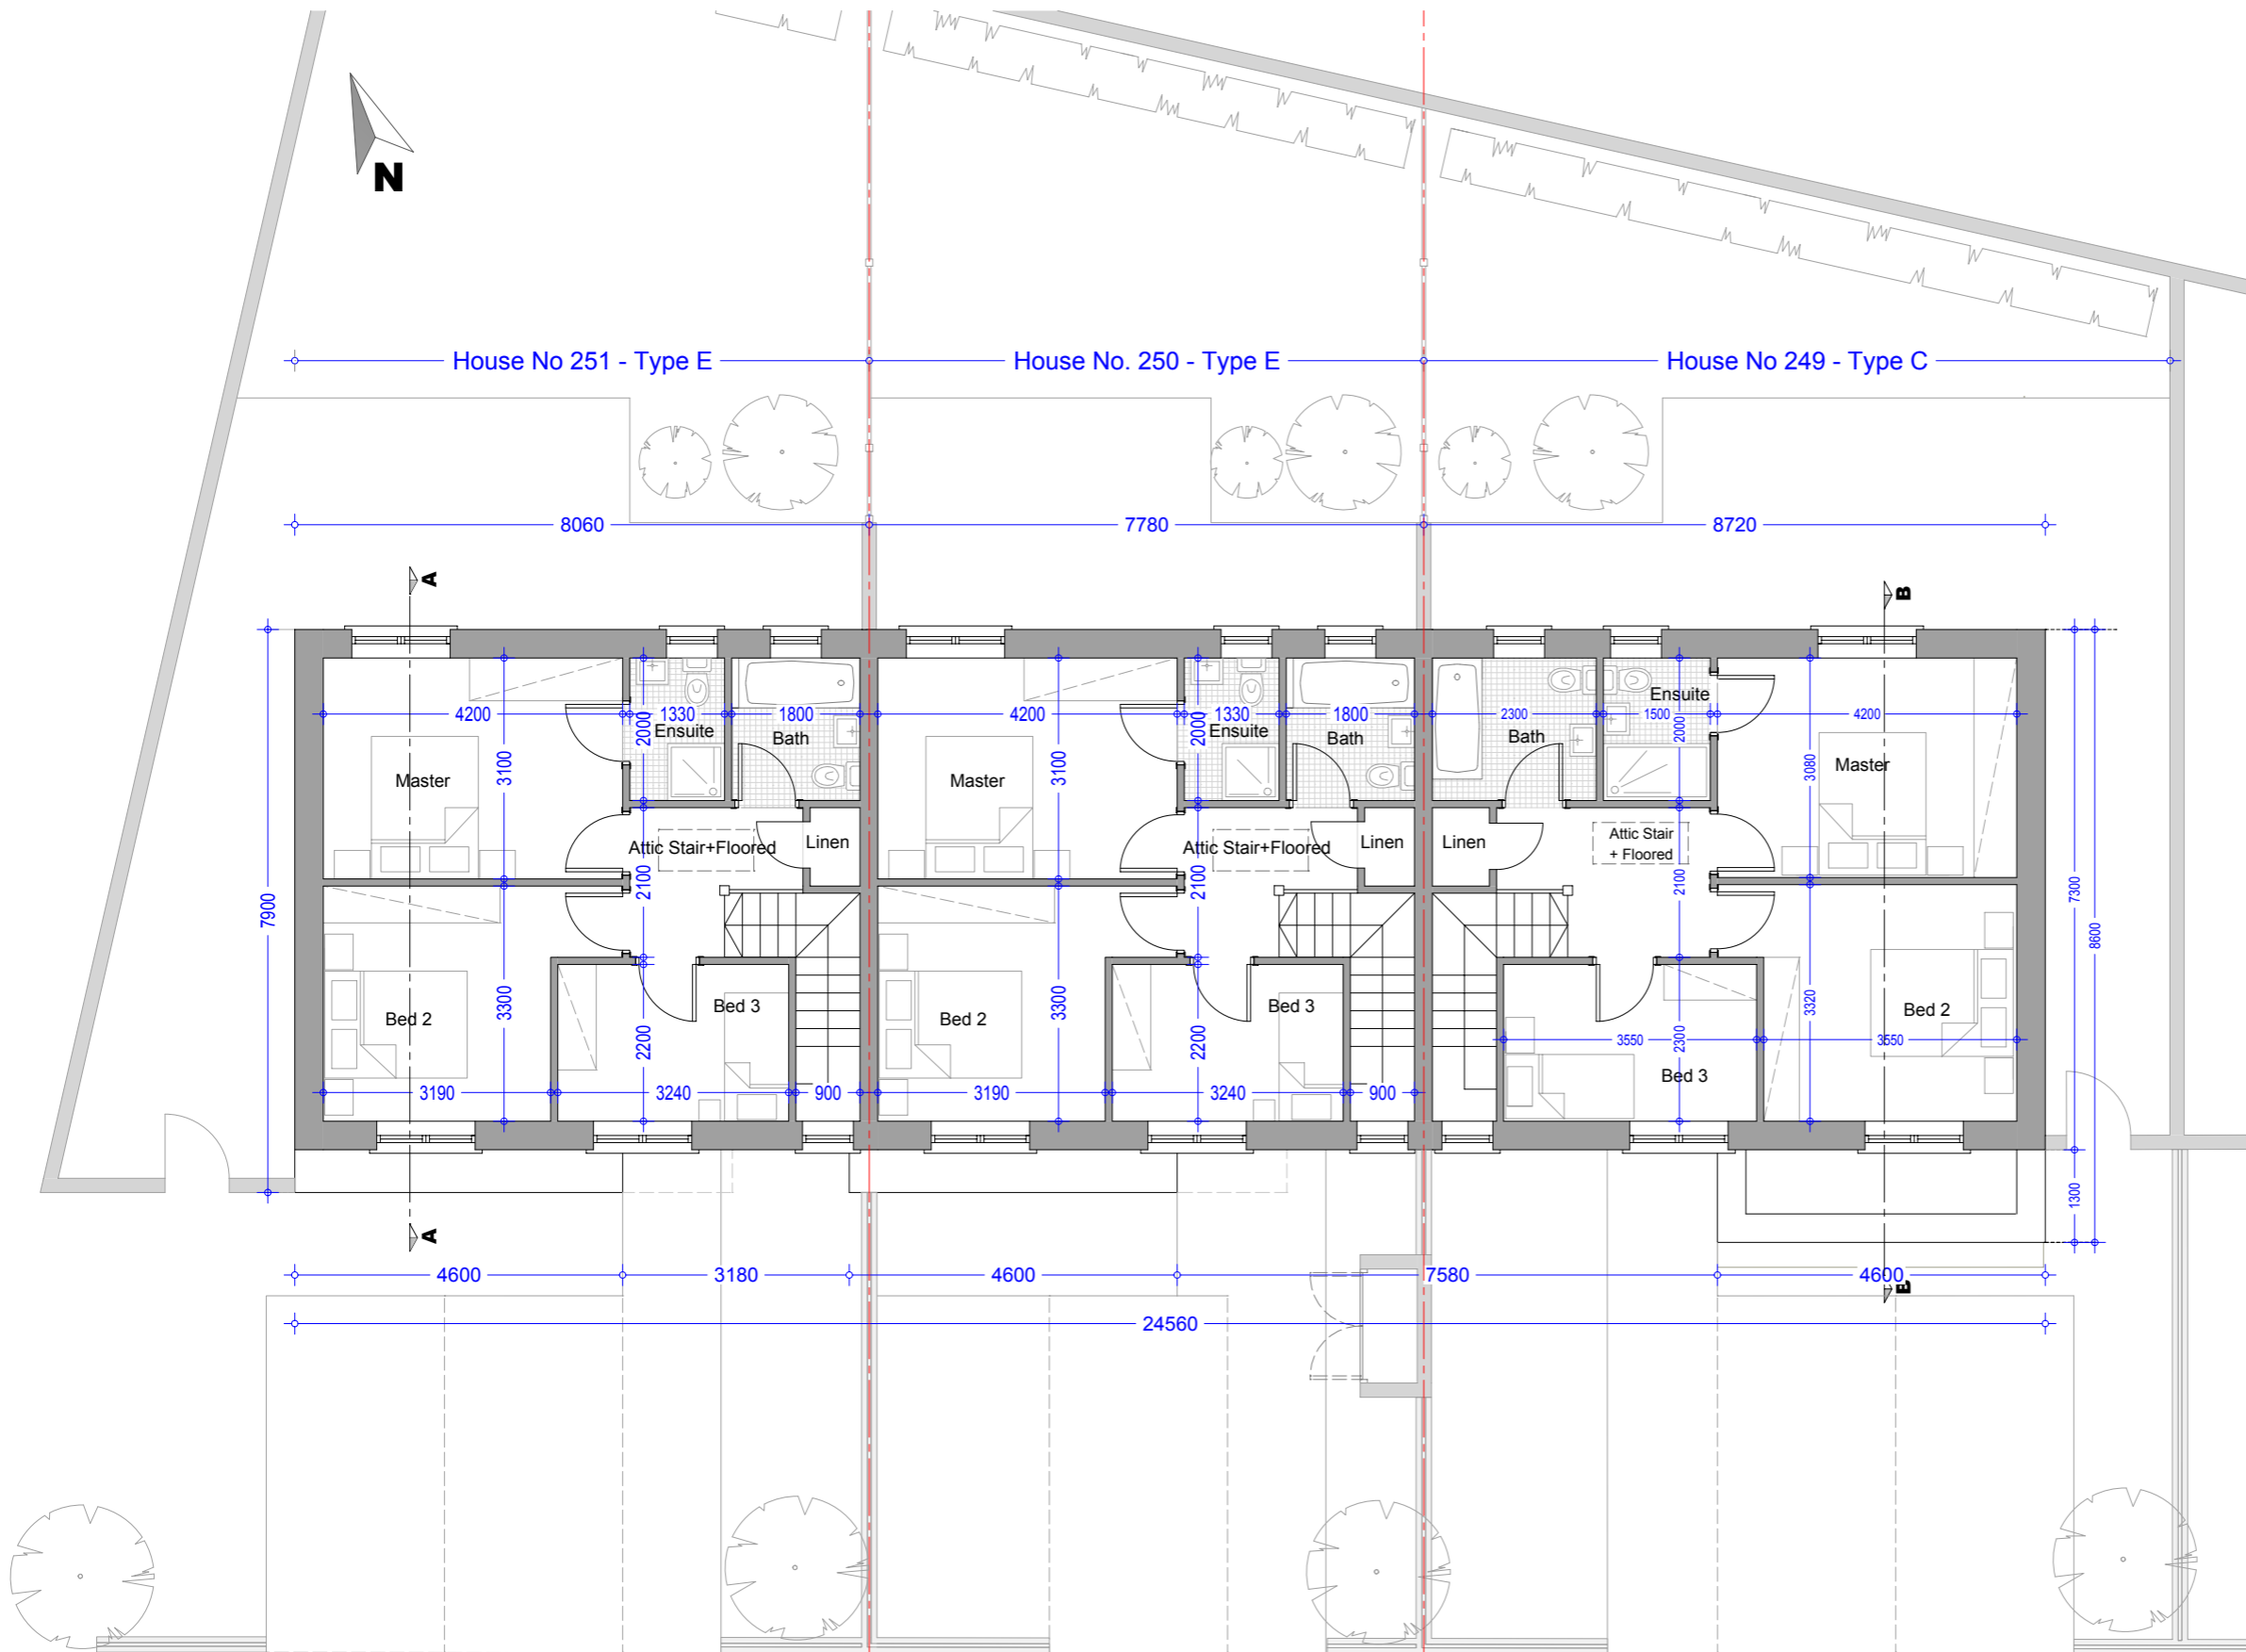 N
House No 251 - Type E
House No. 250 - Type E
House No 249 - Type C
8060
7780
8720
A
B
4200
1330
1800
4200
1330
1800
2300
1500
4200
2000
Ensuite
Bath
3100
Master
2000
Ensuite
Bath
3100
Master
Bath
Ensuite
2000
3080
Master
Attic Stair+Floored
Linen
Attic Stair+Floored
Linen
Linen
Attic Stair
+ Floored
7900
2100
2100
2100
7300
8600
Bed 2
3300
2200
Bed 3
Bed 2
3300
2200
Bed 3
3550
2300
Bed 3
3320
Bed 2
3550
3190
3240
900
3190
3240
900
1300
A
B
4600
3180
4600
7580
4600
24560